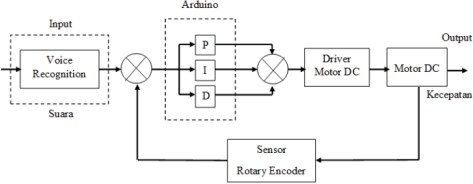 Arduino
Input
Output
Voice
Recognition
P
I
D
Driver
Motor DC
Motor DC
Kecepatan
Suara
Sensor
Rotary Encoder